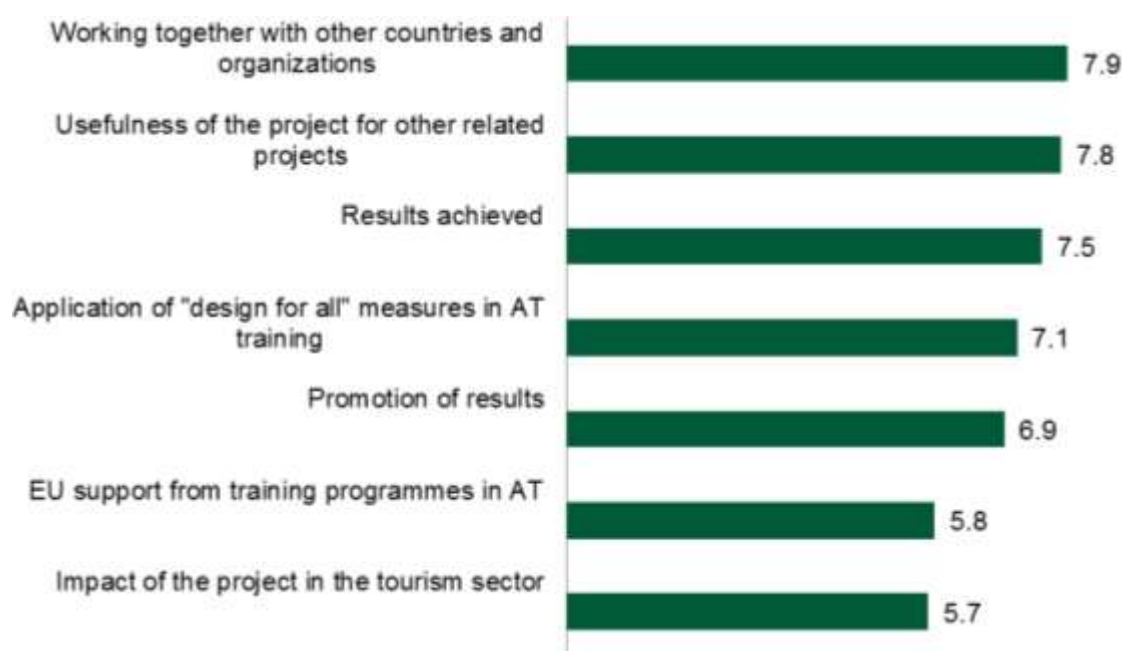 Working together with other countries and
organizations
7.9
Usefulness of the project for other related
projects
7.8
Results achieved
7.5
Application of "design for all" measures in AT
training
7.1
Promotion of results
6.9
EU support from training programmes in AT
5.8
Impact of the project in the tourism sector
5.7